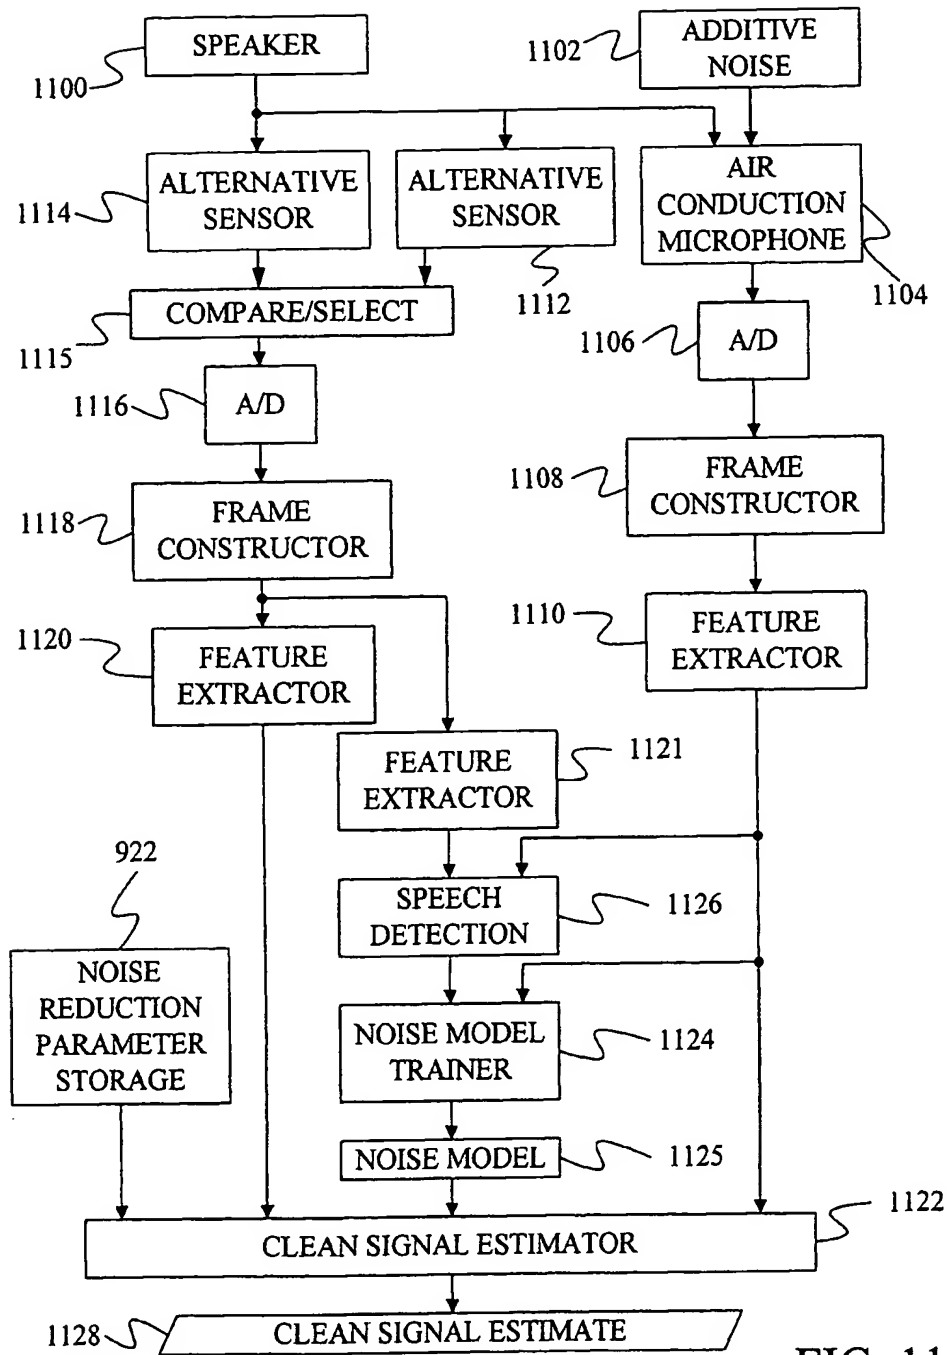 SPEAKER
1100
ADDITIVE
NOISE
1102
ALTERNATIVE
SENSOR
1114
ALTERNATIVE
SENSOR
1112
AIR
CONDUCTION
MICROPHONE
1104
COMPARE/SELECT
1115
A/D
1106
A/D
1116
FRAME
CONSTRUCTOR
1108
FRAME
CONSTRUCTOR
1118
FEATURE
EXTRACTOR
1110
FEATURE
EXTRACTOR
1120
FEATURE
EXTRACTOR
1121
SPEECH
DETECTION
1126
922
NOISE
REDUCTION
PARAMETER
STORAGE
NOISE MODEL
TRAINER
1124
NOISE MODEL
1125
CLEAN SIGNAL ESTIMATOR
1122
CLEAN SIGNAL ESTIMATE
1128
FIG. 11